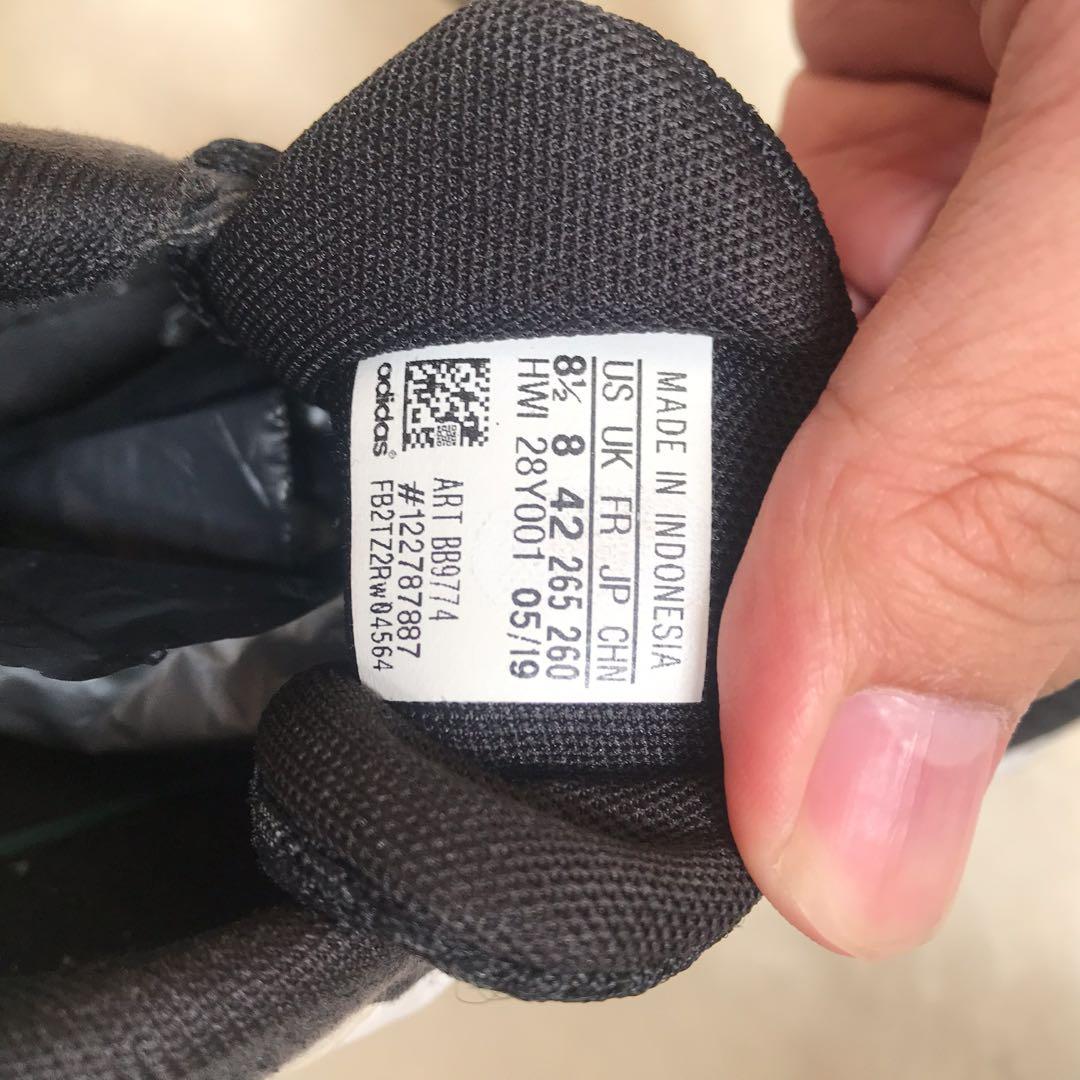 MADE IN INDONESIA
US UK FR JP CHN
8½ 8 42 265 260
HWI 28Y001 05/19
ART BB9774
#122787887
FB2TZ2RW04564
adidas®